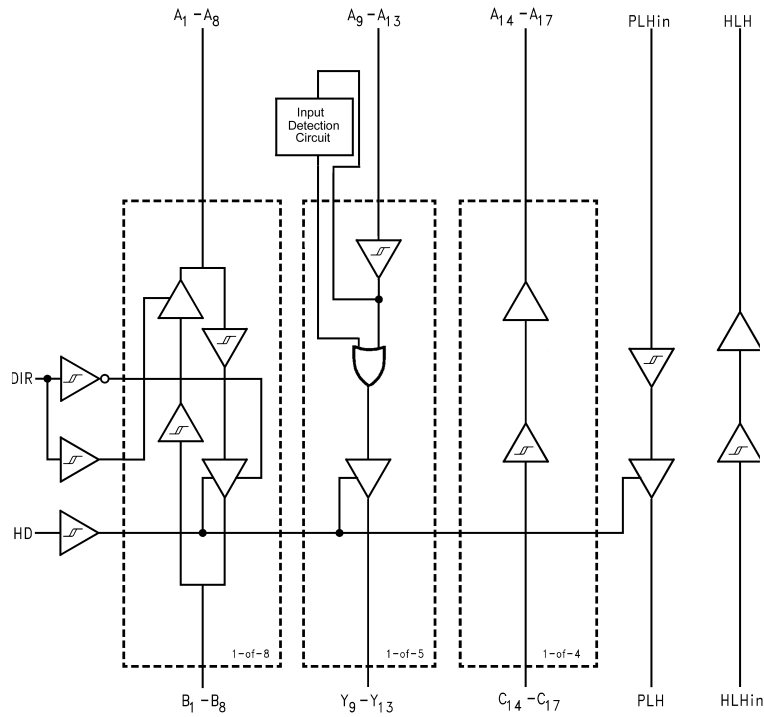 A₁ –A₈ A₉ –A₁₃ A₁₄ –A₁₇ PLHin HLH
Input
Detection
Circuit
DIR
HD
1-of-8 1-of-5 1-of-4
B₁ –B₈ Y₉ –Y₁₃ C₁₄ –C₁₇ PLH HLHin